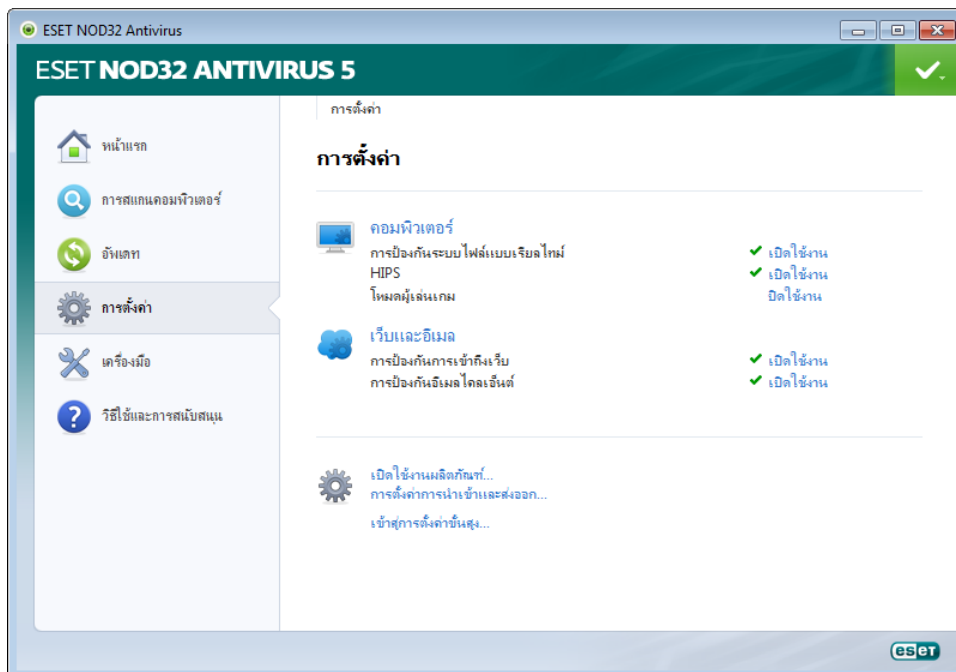 ESET NOD32 Antivirus
ESET NOD32 ANTIVIRUS 5
หน้าแรก
การสแกนคอมพิวเตอร์
อัพเดท
การตั้งค่า
เครื่องมือ
วิธีใช้และการสนับสนุน
การตั้งค่า
การตั้งค่า
คอมพิวเตอร์
การป้องกันระบบไฟล์แบบเรียลไทม์ เปิดใช้งาน
HIPS เปิดใช้งาน
โหมดผู้เล่นเกม ปิดใช้งาน
เว็บและอีเมล
การป้องกันการเข้าถึงเว็บ เปิดใช้งาน
การป้องกันอีเมลไคลเอ็นต์ เปิดใช้งาน
เปิดใช้งานผลิตภัณฑ์...
การตั้งค่าการนำเข้าและส่งออก...
เข้าสู่การตั้งค่าขั้นสูง...
eset